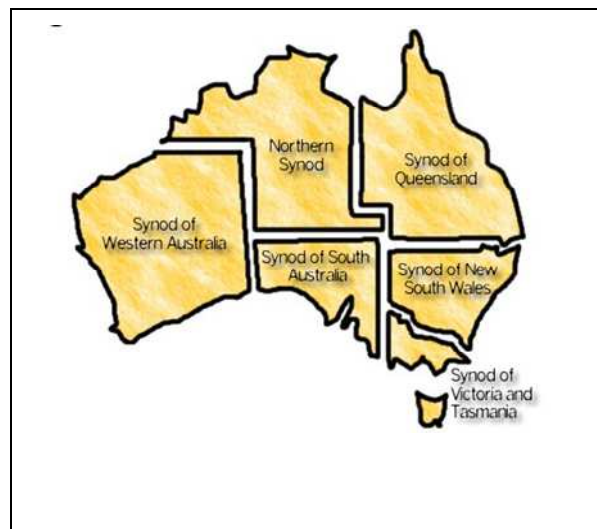 Northern
Synod
Synod of
Queensland
Synod of
Western Australia
Synod of South
Australia
Synod of New
South Wales
Synod of
Victoria and
Tasmania